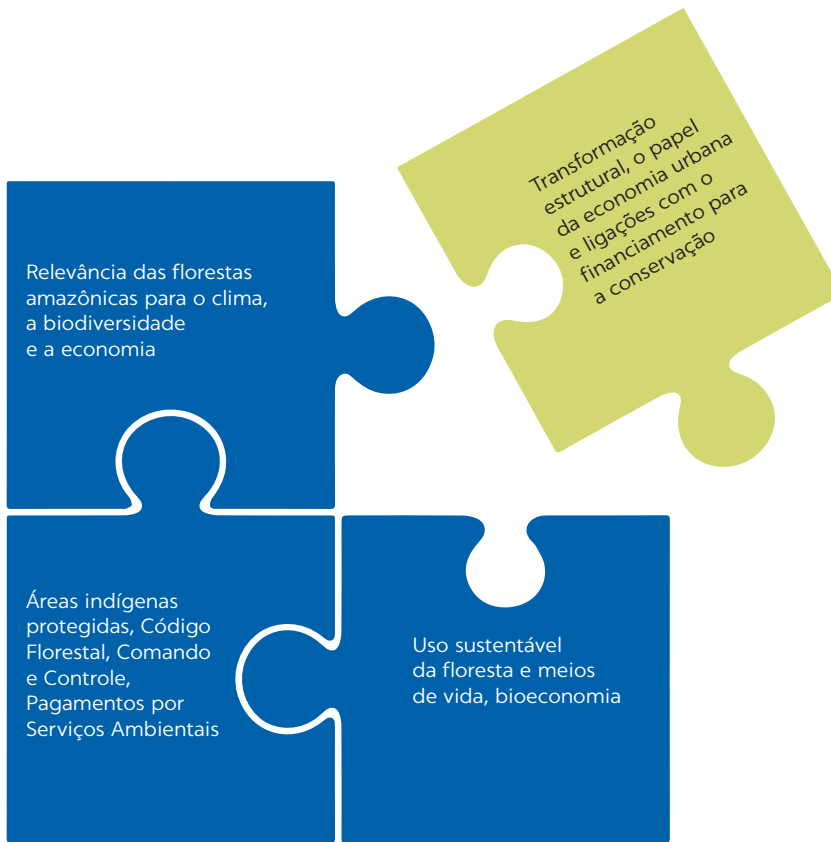 Relevância das florestas
amazônicas para o clima,
a biodiversidade
e a economia
Transformação
estrutural, o papel
da economia urbana
e ligações com o
financiamento para
a conservação
Áreas indígenas
protegidas, Código
Florestal, Comando
e Controle,
Pagamentos por
Serviços Ambientais
Uso sustentável
da floresta e meios
de vida, bioeconomia